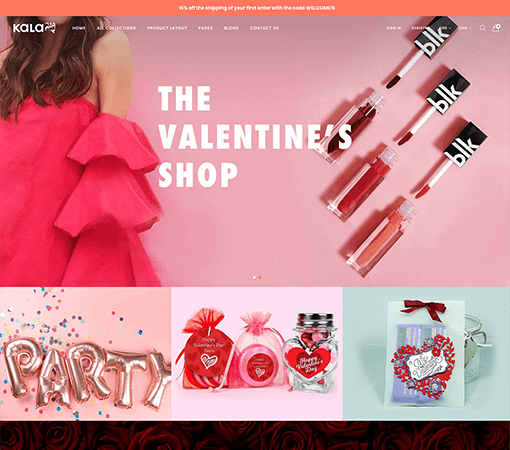 15% off the shipping of your first order with the code WELCOME15
KALA
HOME ALL COLLECTIONS PRODUCT LAYOUT PAGES BLOGS CONTACT US
SIGN IN REGISTER
0
THE
VALENTINE'S
SHOP
blk
blk
blk
PARTY
Happy
Valentine's Day!
Happy
Valentine's
Day